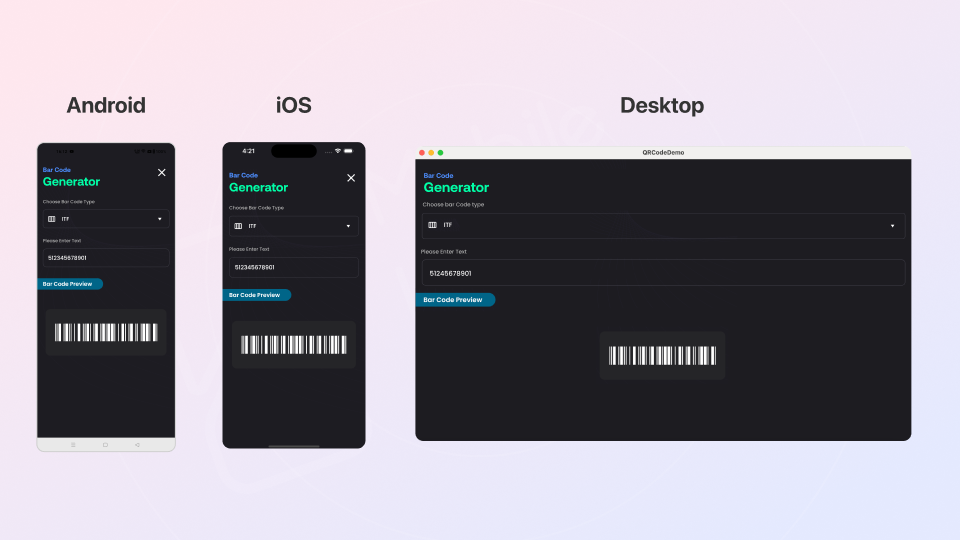 Android
iOS
Desktop
Bar Code
Generator
Choose Bar Code Type
ITF
Please Enter Text
512345678901
Bar Code Preview
4:21
Bar Code
Generator
Choose Bar Code Type
ITF
Please Enter Text
512345678901
Bar Code Preview
QRCodeDemo
Bar Code
Generator
Choose bar Code type
ITF
Please Enter Text
51245678901
Bar Code Preview